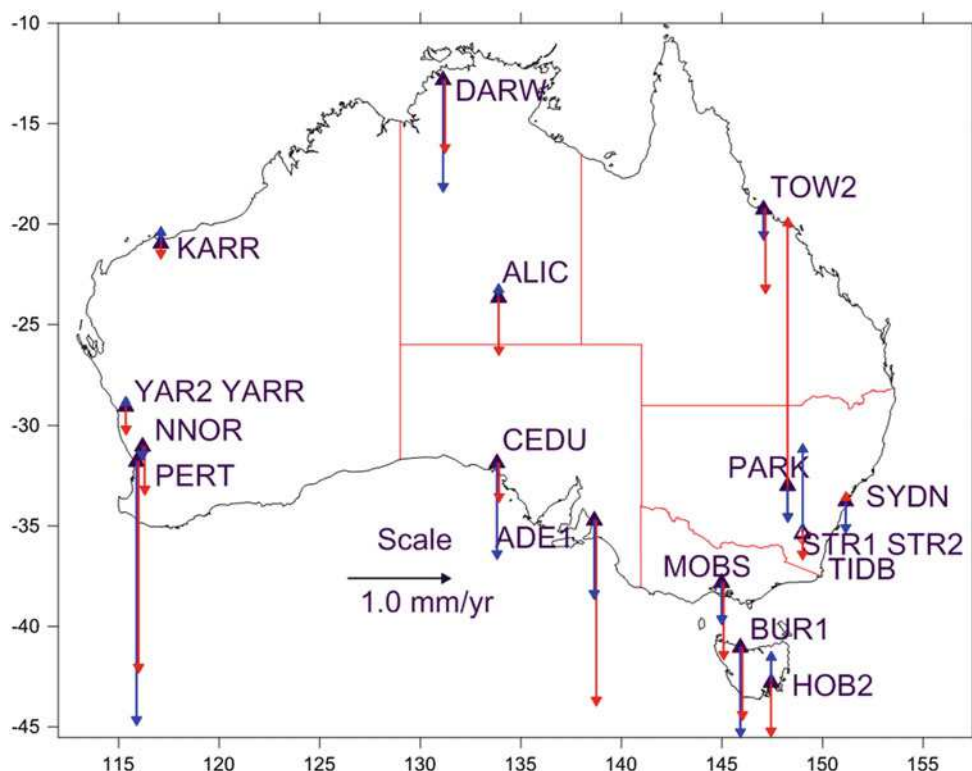 -10
-15
-20
-25
-30
-35
-40
-45
DARW
TOW2
KARR
ALIC
YAR2 YARR
NNOR
PERT
CEDU
PARK
SYDN
Scale
ADE1
STR1 STR2
MOBS
TIDB
1.0 mm/yr
BUR1
HOB2
115 120 125 130 135 140 145 150 155